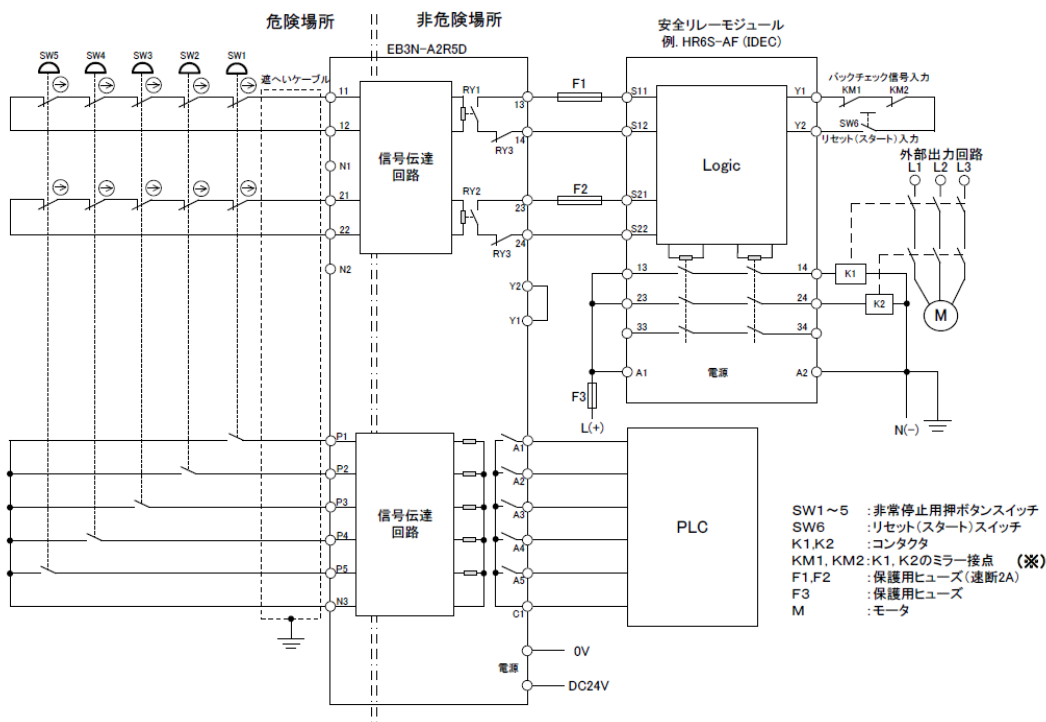 危険場所
非危険場所
安全リレーモジュール
例. HR6S-AF (IDEC)
EB3N-A2R5D
SW5
SW4
SW3
SW2
SW1
遮へいケーブル
11
12
N1
21
22
N2
信号伝達
回路
RY1
13
14
RY3
RY2
23
24
RY3
Y2
Y1
F1
F2
S11
S12
S21
S22
Logic
Y1
Y2
バックチェック信号入力
KM1
KM2
SW6
リセット(スタート)入力
外部出力回路
L1
L2
L3
13
14
23
24
33
34
K1
K2
M
A1
電源
A2
F3
L(+)
N(-)
P1
P2
P3
P4
P5
N3
信号伝達
回路
A1
A2
A3
A4
A5
C1
PLC
電源
0V
DC24V
SW1～5 :非常停止用押ボタンスイッチ
SW6 :リセット(スタート)スイッチ
K1,K2 :コンタクタ
KM1, KM2:K1, K2のミラー接点 (※)
F1,F2 :保護用ヒューズ(速断2A)
F3 :保護用ヒューズ
M :モータ